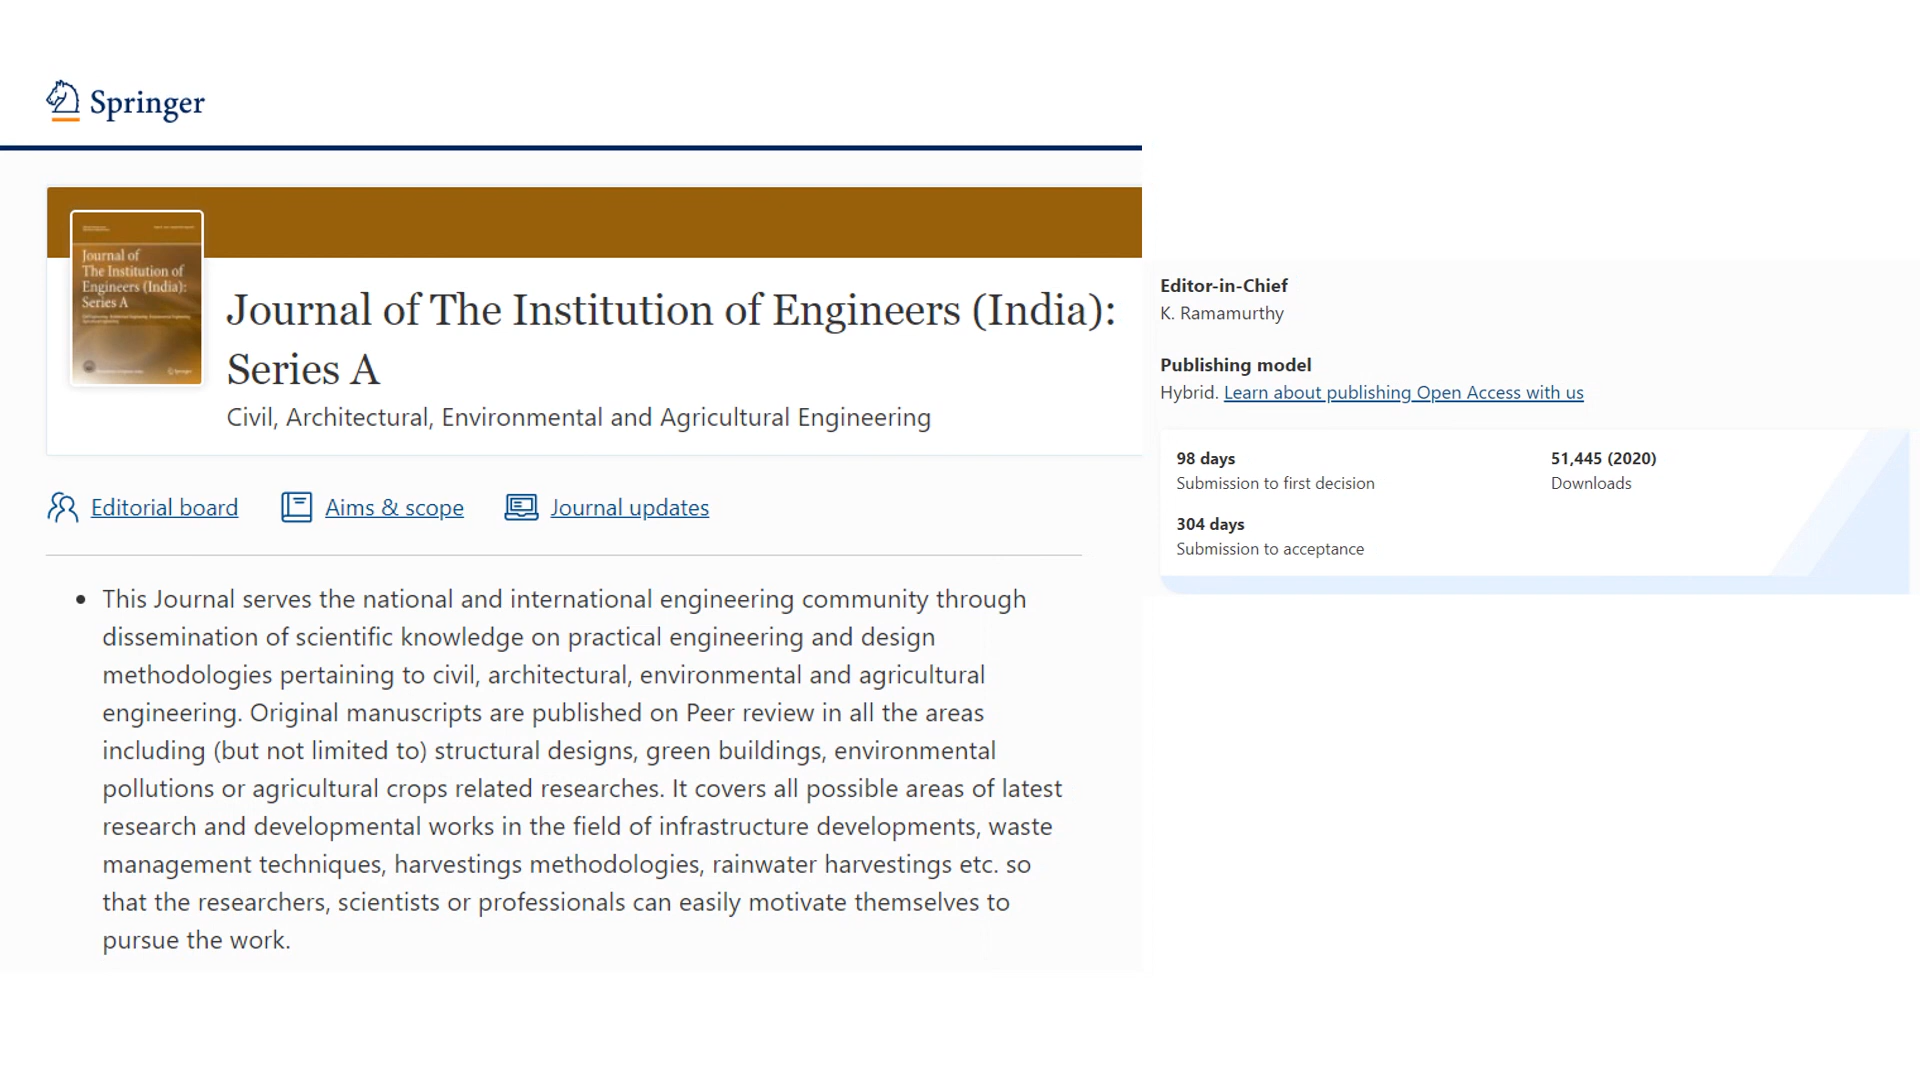 Springer
Journal of
The Institution of
Engineers (India):
Series A
Springer
Journal of The Institution of Engineers (India):
Series A
Civil, Architectural, Environmental and Agricultural Engineering
Editorial board
Aims & scope
Journal updates
• This Journal serves the national and international engineering community through
dissemination of scientific knowledge on practical engineering and design
methodologies pertaining to civil, architectural, environmental and agricultural
engineering. Original manuscripts are published on Peer review in all the areas
including (but not limited to) structural designs, green buildings, environmental
pollutions or agricultural crops related researches. It covers all possible areas of latest
research and developmental works in the field of infrastructure developments, waste
management techniques, harvestings methodologies, rainwater harvestings etc. so
that the researchers, scientists or professionals can easily motivate themselves to
pursue the work.
Editor-in-Chief
K. Ramamurthy
Publishing model
Hybrid. Learn about publishing Open Access with us
98 days
Submission to first decision
51,445 (2020)
Downloads
304 days
Submission to acceptance